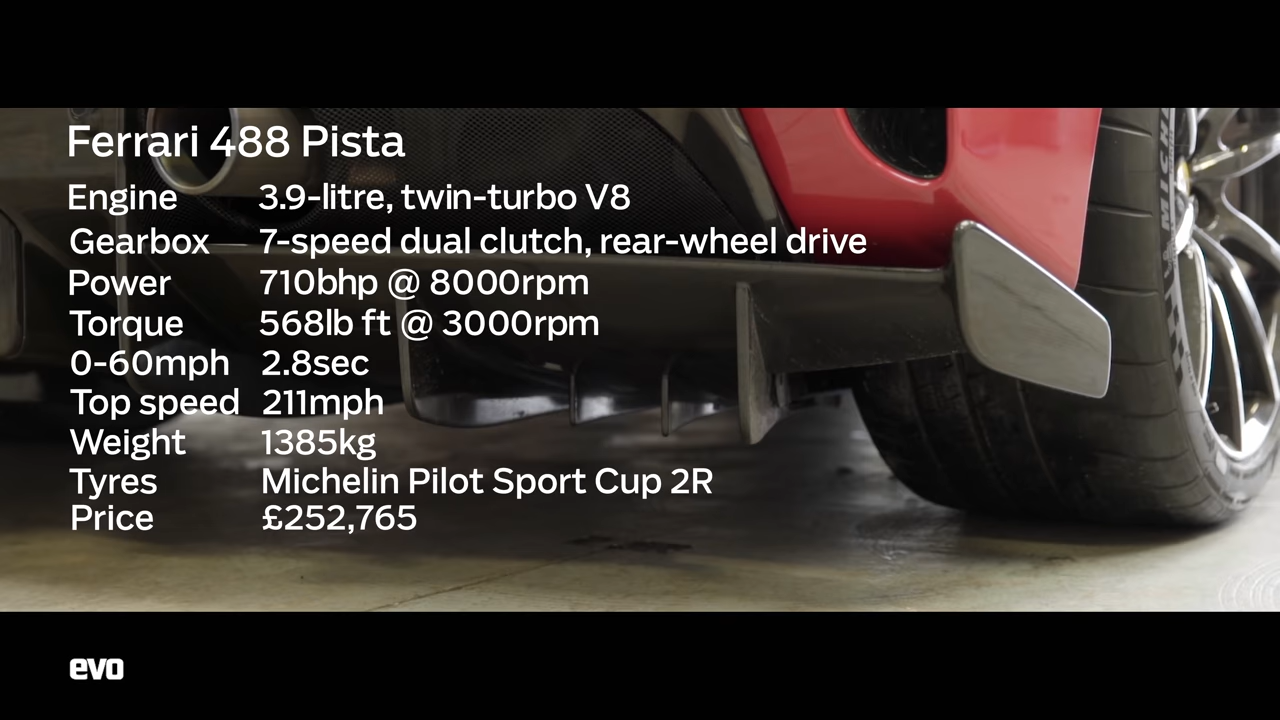 Ferrari 488 Pista
Engine 3.9-litre, twin-turbo V8
Gearbox 7-speed dual clutch, rear-wheel drive
Power 710bhp @ 8000rpm
Torque 568lb ft @ 3000rpm
0-60mph 2.8sec
Top speed 211mph
Weight 1385kg
Tyres Michelin Pilot Sport Cup 2R
Price £252,765
evo